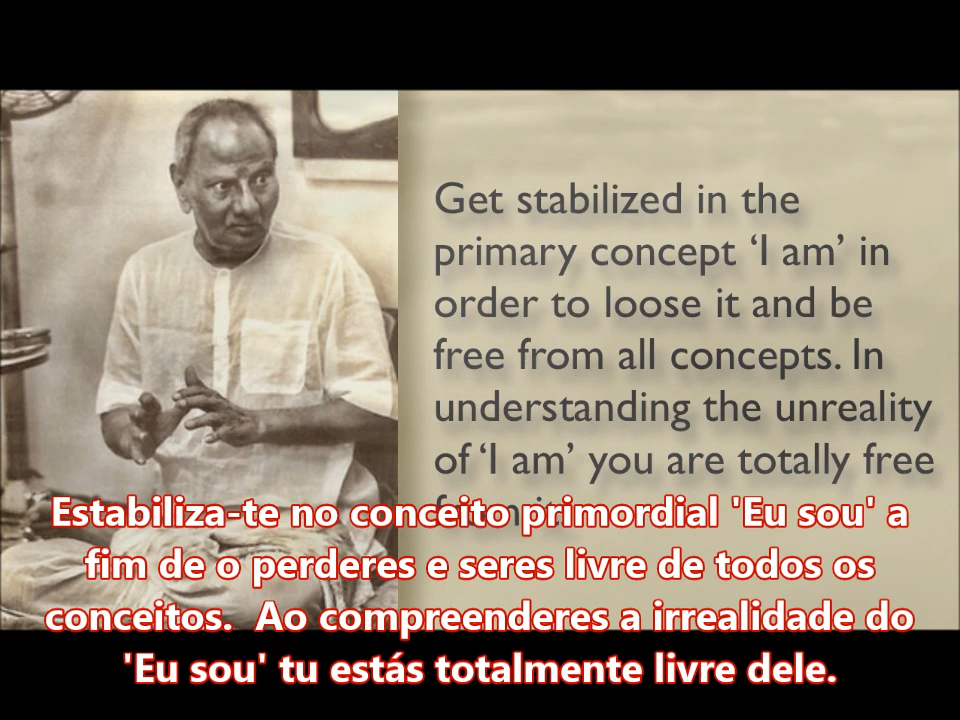 Get stabilized in the
primary concept ‘I am’ in
order to loose it and be
free from all concepts. In
understanding the unreality
of ‘I am’ you are totally free
Estabiliza-te no conceito primordial 'Eu sou' a
fim de o perderes e seres livre de todos os
conceitos.  Ao compreenderes a irrealidade do
'Eu sou' tu estás totalmente livre dele.